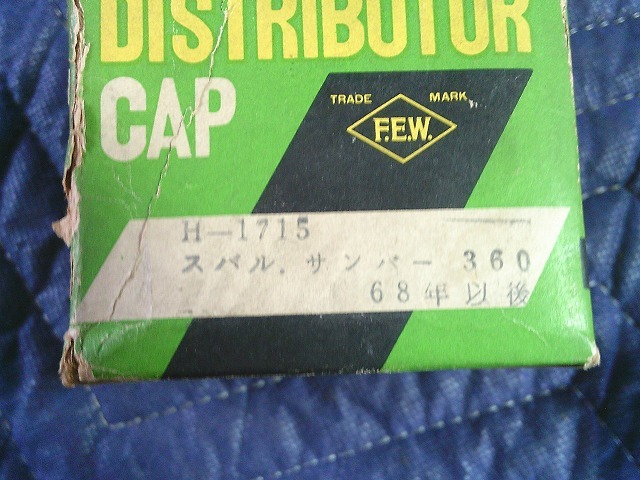 DISTRIBUTOR
CAP
TRADE MARK
F.E.W.
H-1715
スバル.サンバー 360
68年以後